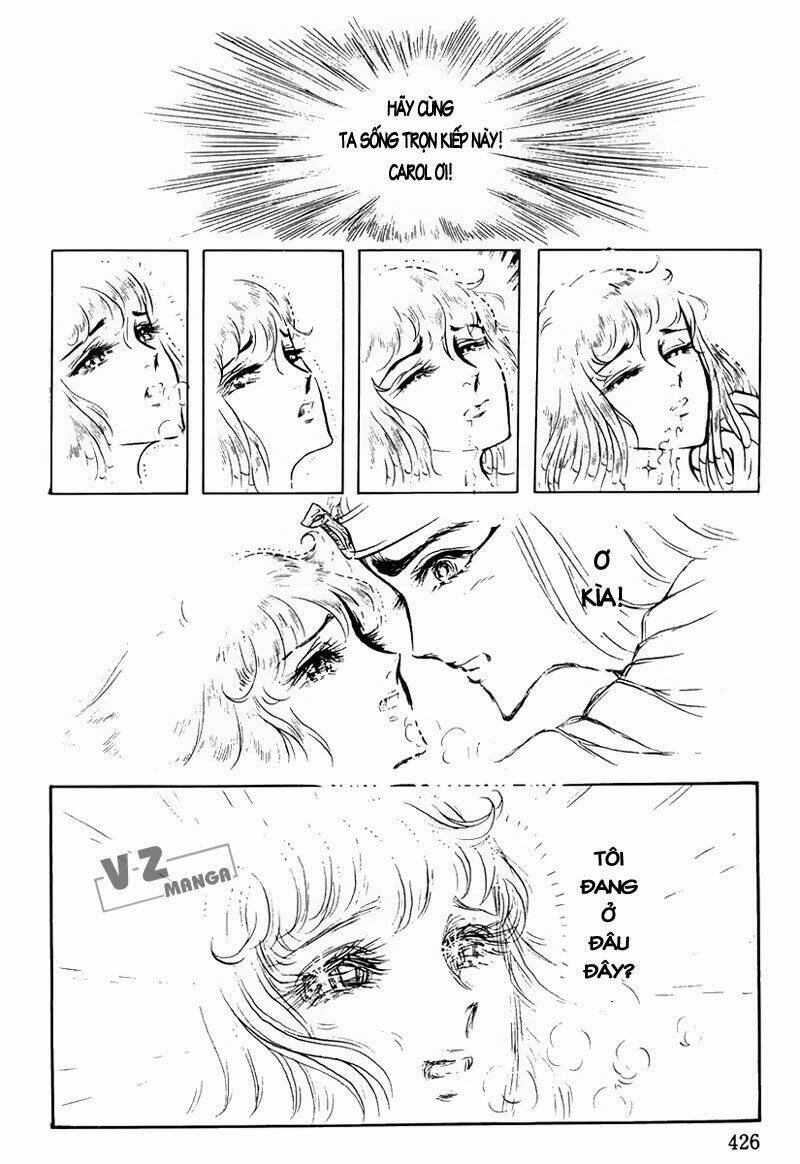 HÃY CÙNG
TA SỐNG TRỌN KIẾP NÀY!
CAROL ƠI!
Ơ
KÌA!
V-Z
MANGA
TÔI
ĐANG
Ở
ĐÂU
ĐÂY?
426